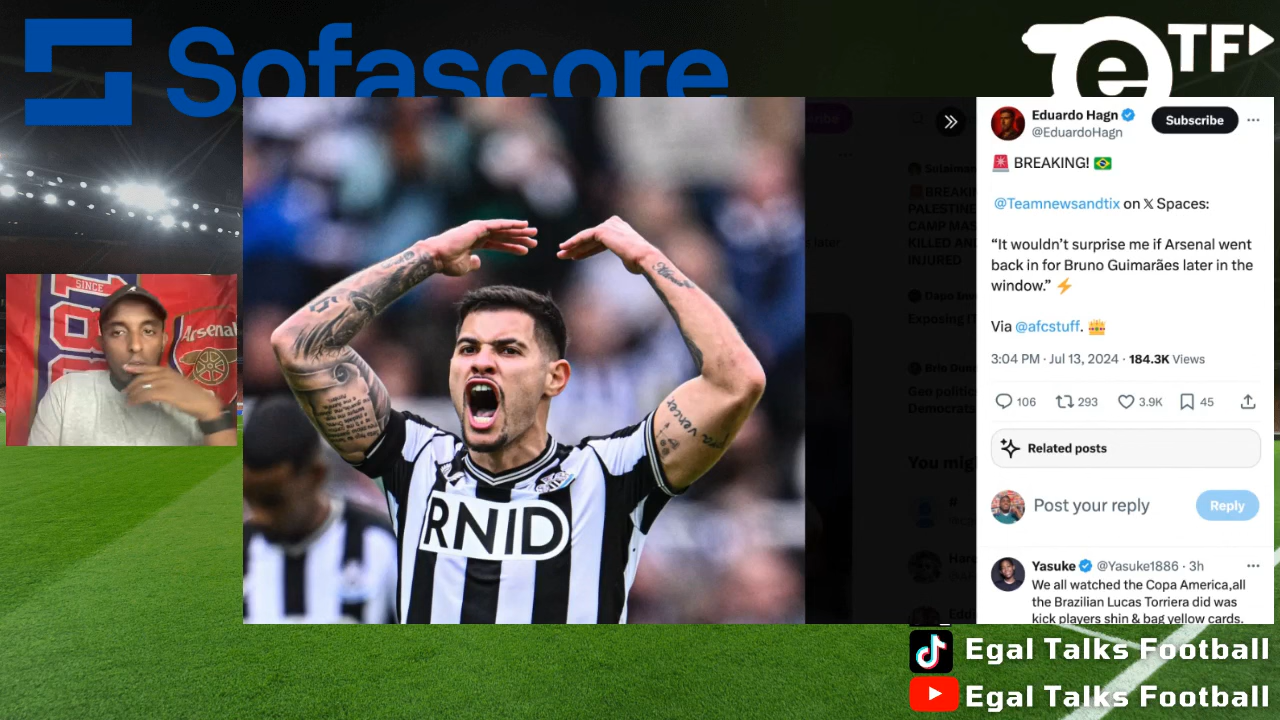 Sofascore
e TF
Eduardo Hagn
@EduardoHagn
Subscribe
🚨 BREAKING! 🇧🇷
@Teamnewsandtix on 𝕏 Spaces:
“It wouldn’t surprise me if Arsenal went
back in for Bruno Guimarães later in the
window.” ⚡
Via @afcstuff.
3:04 PM · Jul 13, 2024 · 184.3K Views
106 293 3.9K 45
Related posts
Post your reply
Reply
Yasuke @Yasuke1886 · 3h
We all watched the Copa America,all
the Brazilian Lucas Torriera did was
kick players shin & bag yellow cards.
SINCE
Arsenal
RNID
Egal Talks Football
Egal Talks Football